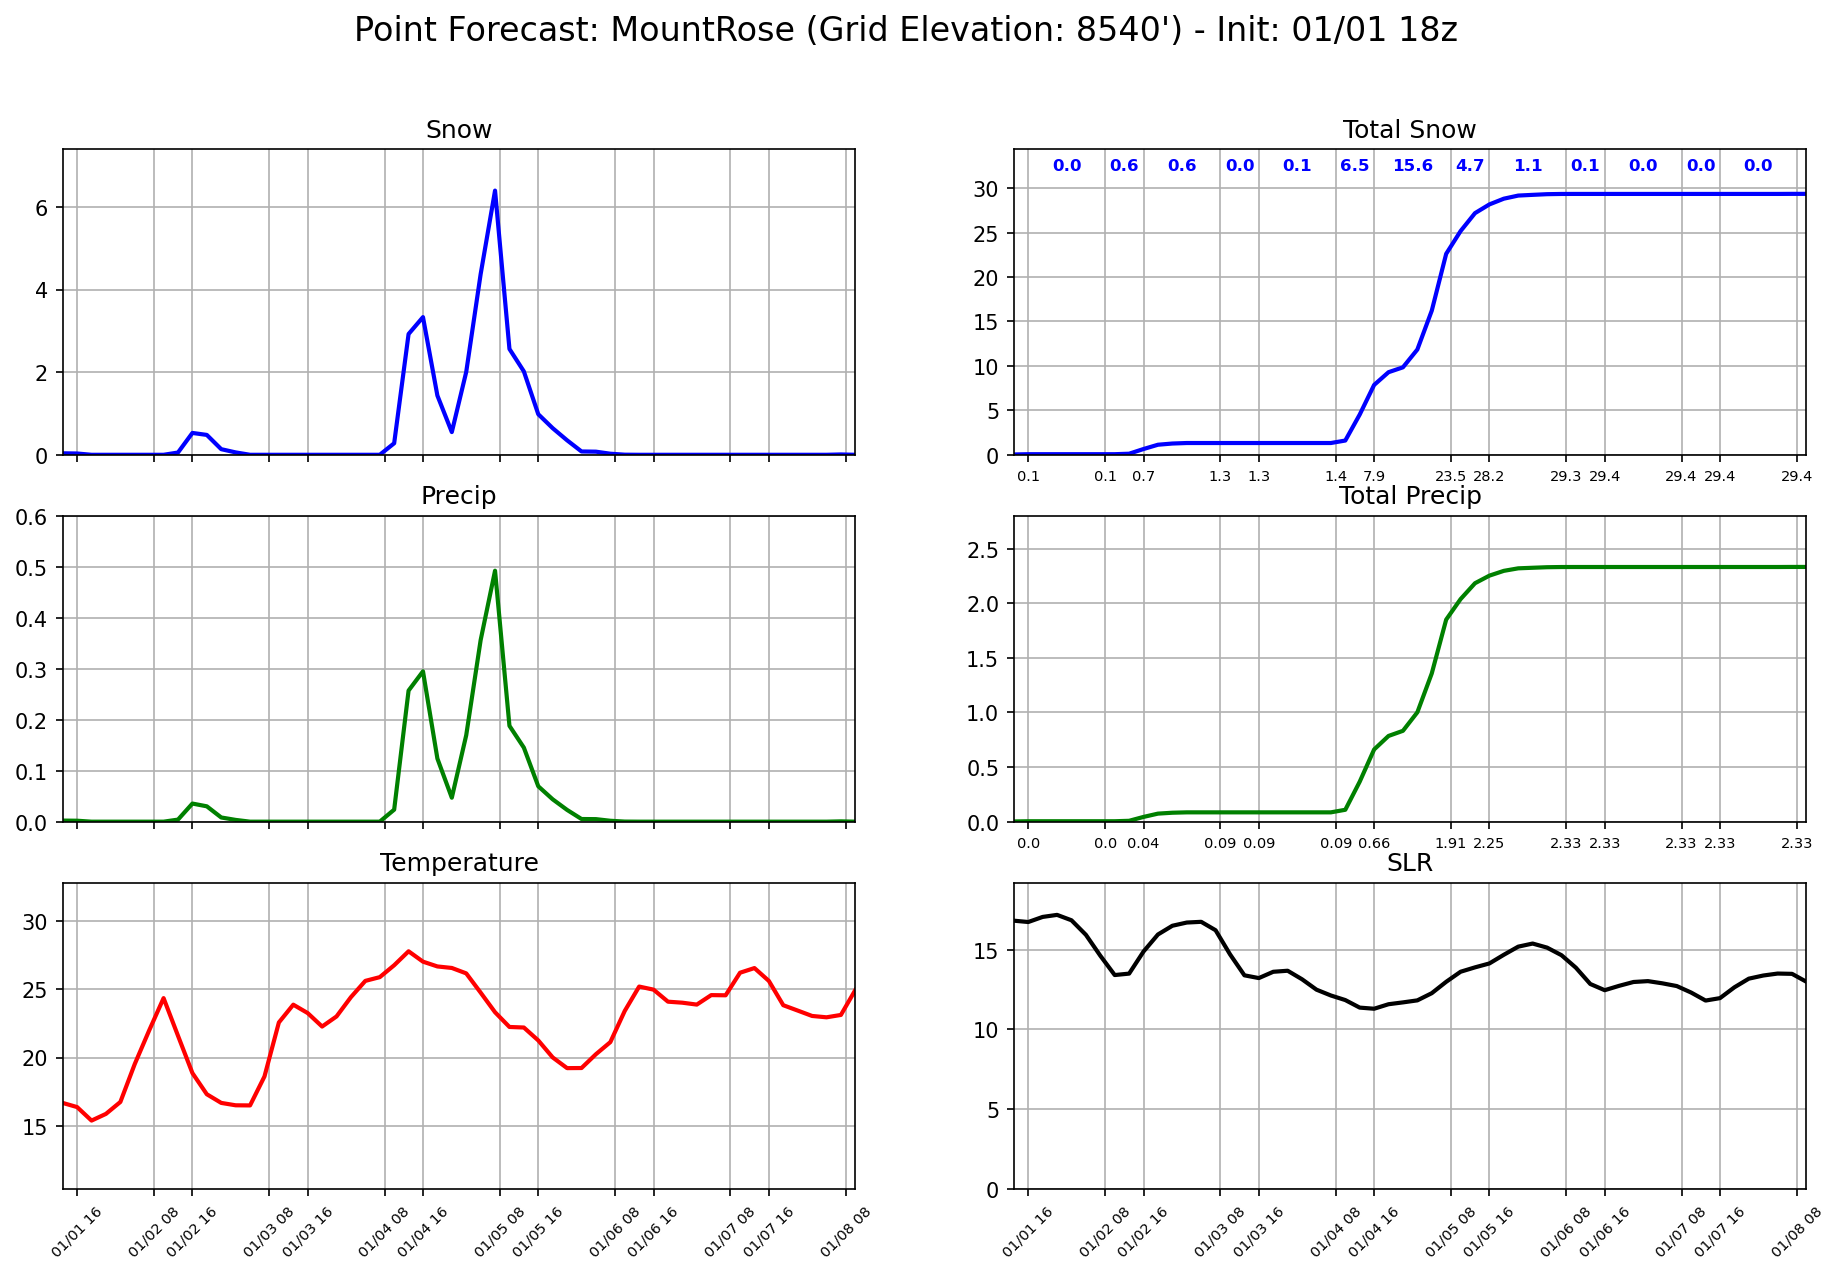 Point Forecast: MountRose (Grid Elevation: 8540') - Init: 01/01 18z
Snow
6
4
2
0
Total Snow
0.0 0.6 0.6 0.0 0.1 6.5 15.6 4.7 1.1 0.1 0.0 0.0 0.0
30
25
20
15
10
5
0
0.1 0.1 0.7 1.3 1.3 1.4 7.9 23.5 28.2 29.3 29.4 29.4 29.4 29.4
Precip
0.6
0.5
0.4
0.3
0.2
0.1
0.0
Total Precip
2.5
2.0
1.5
1.0
0.5
0.0
0.0 0.0 0.04 0.09 0.09 0.09 0.66 1.91 2.25 2.33 2.33 2.33 2.33 2.33
Temperature
30
25
20
15
01/01 16 01/02 08 01/02 16 01/03 08 01/03 16 01/04 08 01/04 16 01/05 08 01/05 16 01/06 08 01/06 16 01/07 08 01/07 16 01/08 08
SLR
15
10
5
0
01/01 16 01/02 08 01/02 16 01/03 08 01/03 16 01/04 08 01/04 16 01/05 08 01/05 16 01/06 08 01/06 16 01/07 08 01/07 16 01/08 08